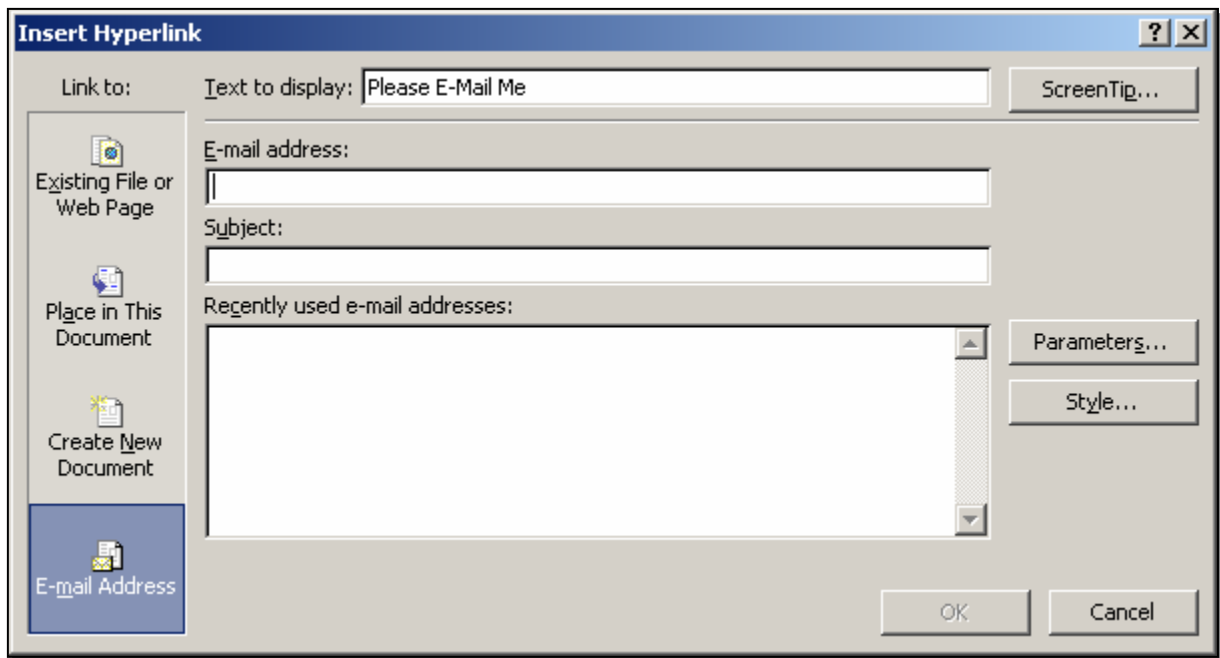 Insert Hyperlink
Link to:
Text to display: Please E-Mail Me
ScreenTip...
Existing File or
Web Page
Place in This
Document
Create New
Document
E-mail Address
E-mail address:
Subject:
Recently used e-mail addresses:
Parameters...
Style...
OK
Cancel